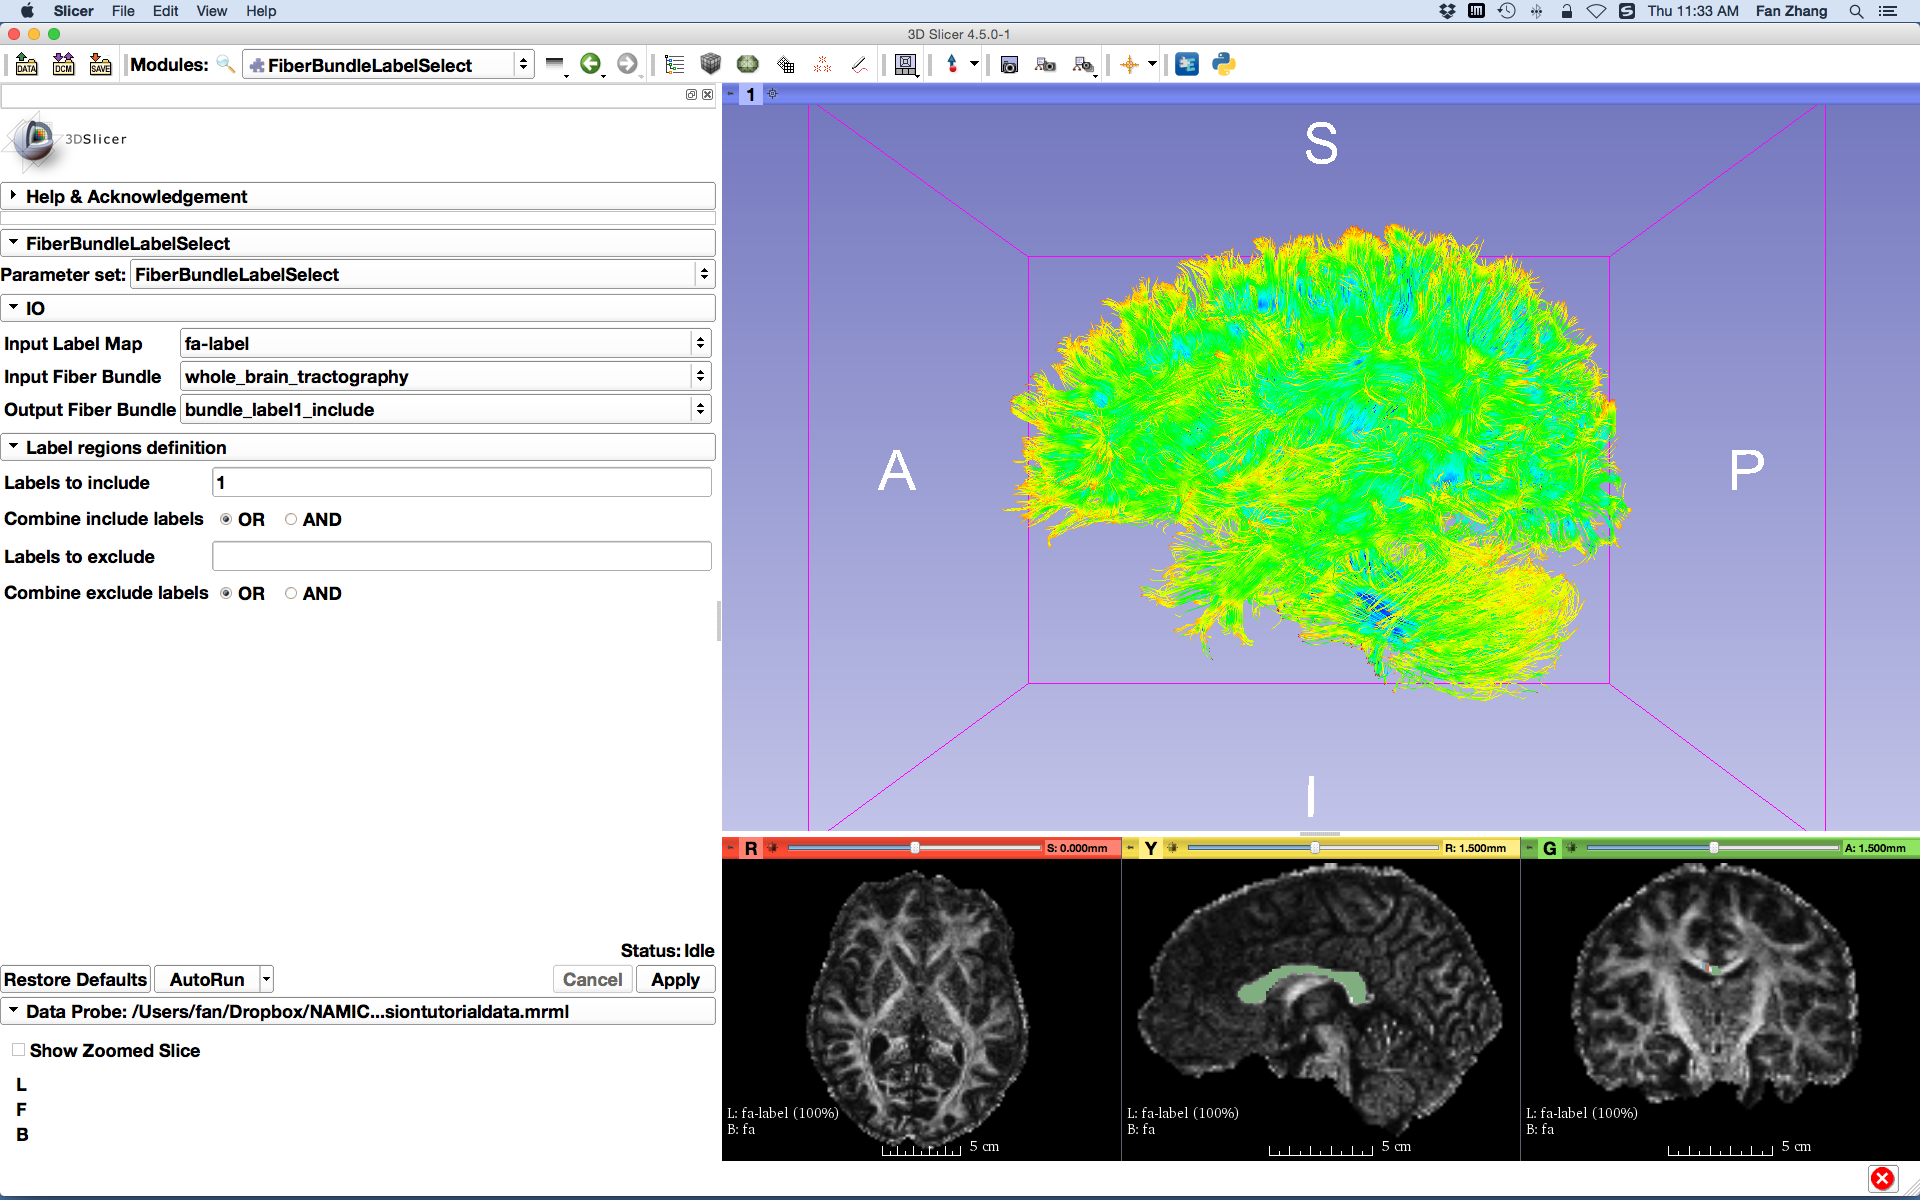 Slicer File Edit View Help Thu 11:33 AM Fan Zhang
3D Slicer 4.5.0-1
DATA DCM SAVE Modules: FiberBundleLabelSelect
1
3DSlicer
Help & Acknowledgement
FiberBundleLabelSelect
Parameter set: FiberBundleLabelSelect
IO
Input Label Map fa-label
Input Fiber Bundle whole_brain_tractography
Output Fiber Bundle bundle_label1_include
Label regions definition
Labels to include 1
Combine include labels OR AND
Labels to exclude
Combine exclude labels OR AND
Status: Idle
Restore Defaults AutoRun Cancel Apply
Data Probe: /Users/fan/Dropbox/NAMIC...siontutorialdata.mrml
Show Zoomed Slice
L
F
B
S
A
P
I
R S: 0.000mm
L: fa-label (100%)
B: fa
5 cm
Y R: 1.500mm
L: fa-label (100%)
B: fa
5 cm
G A: 1.500mm
L: fa-label (100%)
B: fa
5 cm